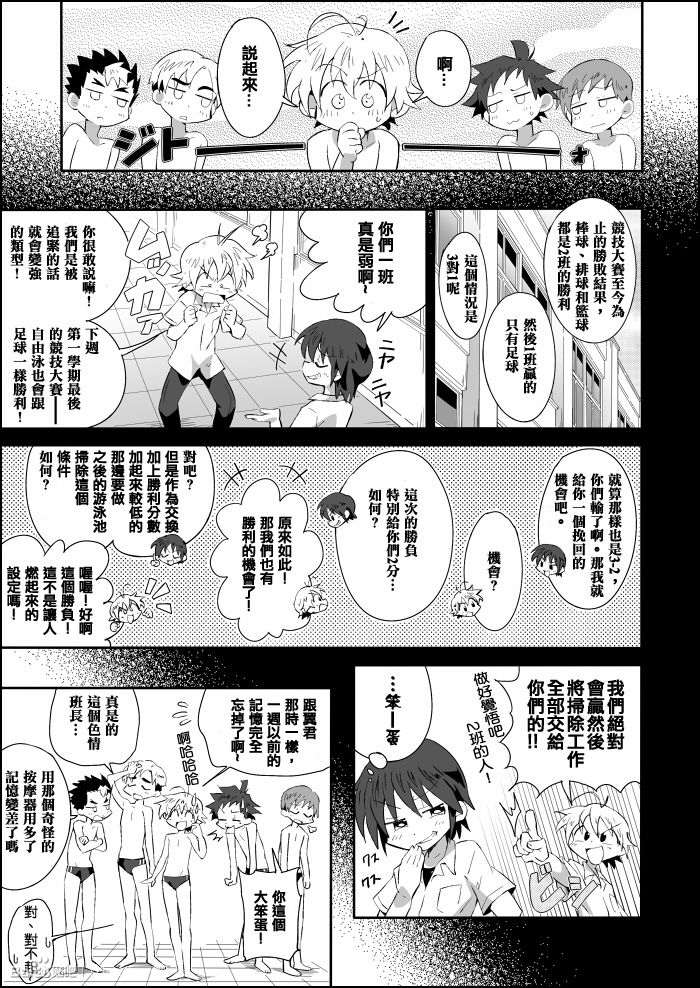 啊…
說起來…
ジトォ
競技大賽至今為
止的勝敗結果，
棒球、排球和籃球
都是2班的勝利
然後1班贏的
只有足球
這個情況是
3對1呢
你們一班
真是弱啊~
ニヤ
ニヤ
ムッカァ
你很敢說嘛！
我們是被
追緊的話
就會變強
的類型！
下週
第一學期最後
的競技大賽——
自由泳也會跟
足球一樣勝利！
就算那樣也是3-2，
你們輸了啊。那我就
給你一個挽回的
機會吧。
機會？
這次的勝負
特別給你們2分…
如何？
原來如此！
那我們也有
勝利的機會了！
對吧？
但是作為交換
加上勝利分數
加起來較低的
那邊要做
之後的游泳池
掃除這個
條件
如何？
喔喔！好啊
這個勝負！
這不是讓人
燃起來的
設定嗎！
我們絕對
會贏然後
將掃除工作
全部交給
你們的!!
做好覺悟吧
2班的人！
…笨ー蛋
クス
クス
跟翼君
那時一樣，
一週以前的
記憶完全
忘掉了啊~
啊哈哈哈
真是的
這個色情
班長…
用那個奇怪的
按摩器用多了
記憶變差了嗎
你這個
大笨蛋！
對、對不起